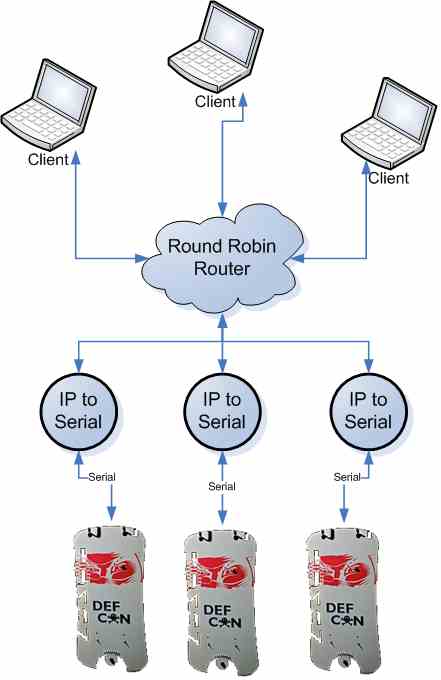 Client
Client
Client
Round Robin
Router
IP to
Serial
IP to
Serial
IP to
Serial
Serial
Serial
Serial
DEF
CON
DEF
CON
DEF
CON